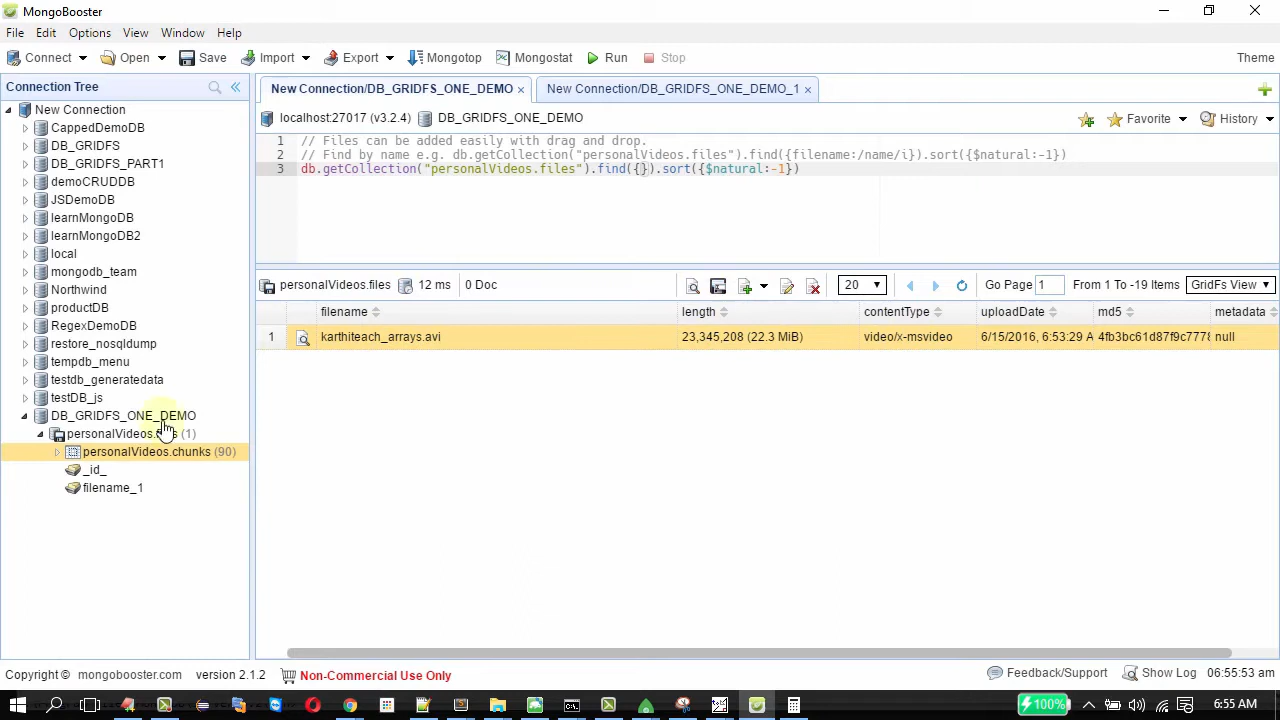 MongoBooster
File Edit Options View Window Help
Connect Open Save Import Export Mongotop Mongostat Run Stop Theme
Connection Tree
New Connection
CappedDemoDB
DB_GRIDFS
DB_GRIDFS_PART1
demoCRUDDB
JSDemoDB
learnMongoDB
learnMongoDB2
local
mongodb_team
Northwind
productDB
RegexDemoDB
restore_nosqldump
tempdb_menu
testdb_generatedata
testDB_js
DB_GRIDFS_ONE_DEMO
(1)
personalVideos.chunks (90)
_id_
filename_1
New Connection/DB_GRIDFS_ONE_DEMO × New Connection/DB_GRIDFS_ONE_DEMO_1 ×
localhost:27017 (v3.2.4) DB_GRIDFS_ONE_DEMO Favorite History
1 // Files can be added easily with drag and drop.
2 // Find by name e.g. db.getCollection("personalVideos.files").find({filename:/name/i}).sort({$natural:-1})
3 db.getCollection("personalVideos.files").find({}).sort({$natural:-1})
personalVideos.files 12 ms 0 Doc 20 Go Page 1 From 1 To -19 Items GridFs View
filename length contentType uploadDate md5 metadata
1 karthiteach_arrays.avi 23,345,208 (22.3 MiB) video/x-msvideo 6/15/2016, 6:53:29 A 4fb3bc61d87f9c7778 null
Copyright © mongobooster.com version 2.1.2 Non-Commercial Use Only Feedback/Support Show Log 06:55:53 am
100% 6:55 AM